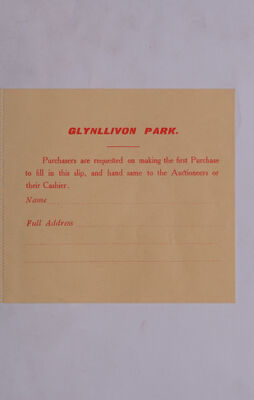 GLYNLLIVON PARK.
Purchasers are requested on making the first Purchase
to fill in this slip, and hand same to the Auctioneers or
their Cashier.
Name
Full Address